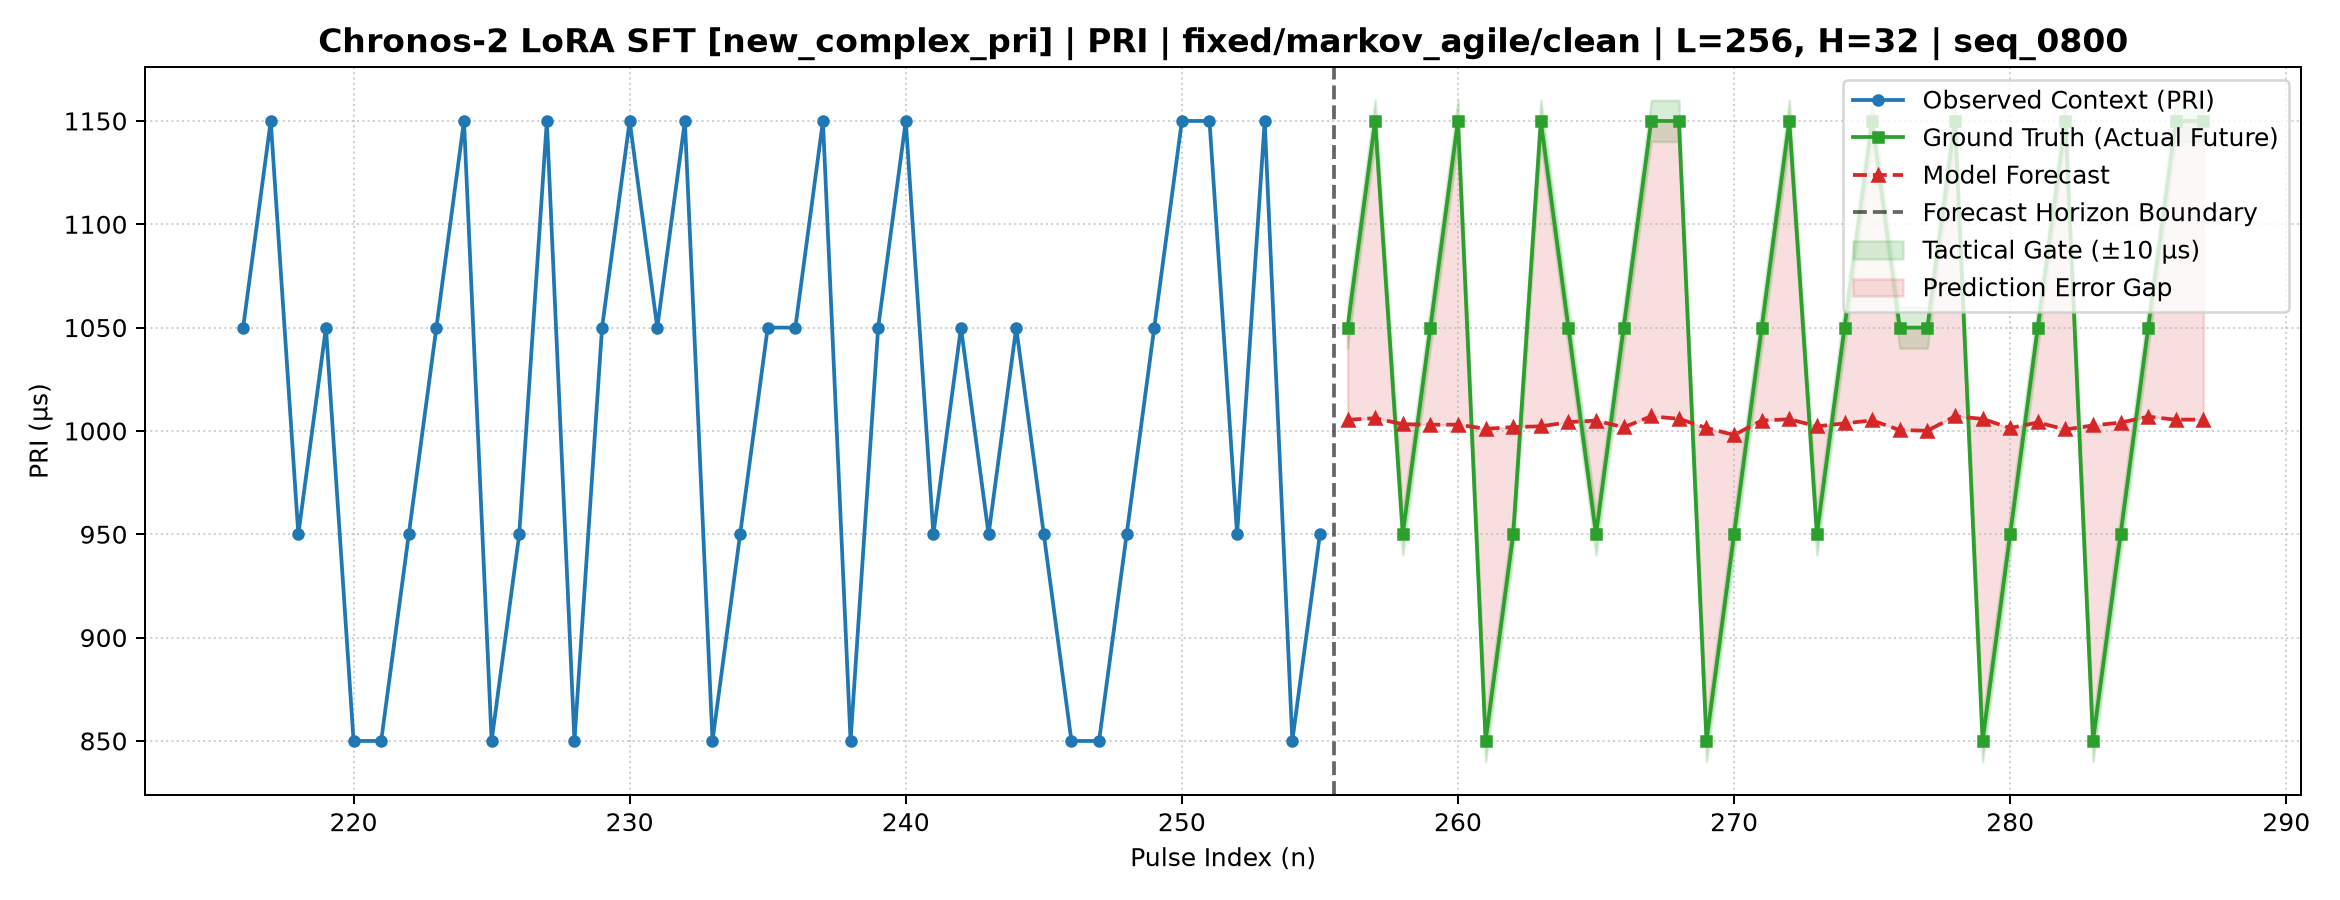 Chronos-2 LoRA SFT [new_complex_pri] | PRI | fixed/markov_agile/clean | L=256, H=32 | seq_0800
Observed Context (PRI)
Ground Truth (Actual Future)
Model Forecast
Forecast Horizon Boundary
Tactical Gate (±10 μs)
Prediction Error Gap
PRI (μs)
1150
1100
1050
1000
950
900
850
220 230 240 250 260 270 280 290
Pulse Index (n)